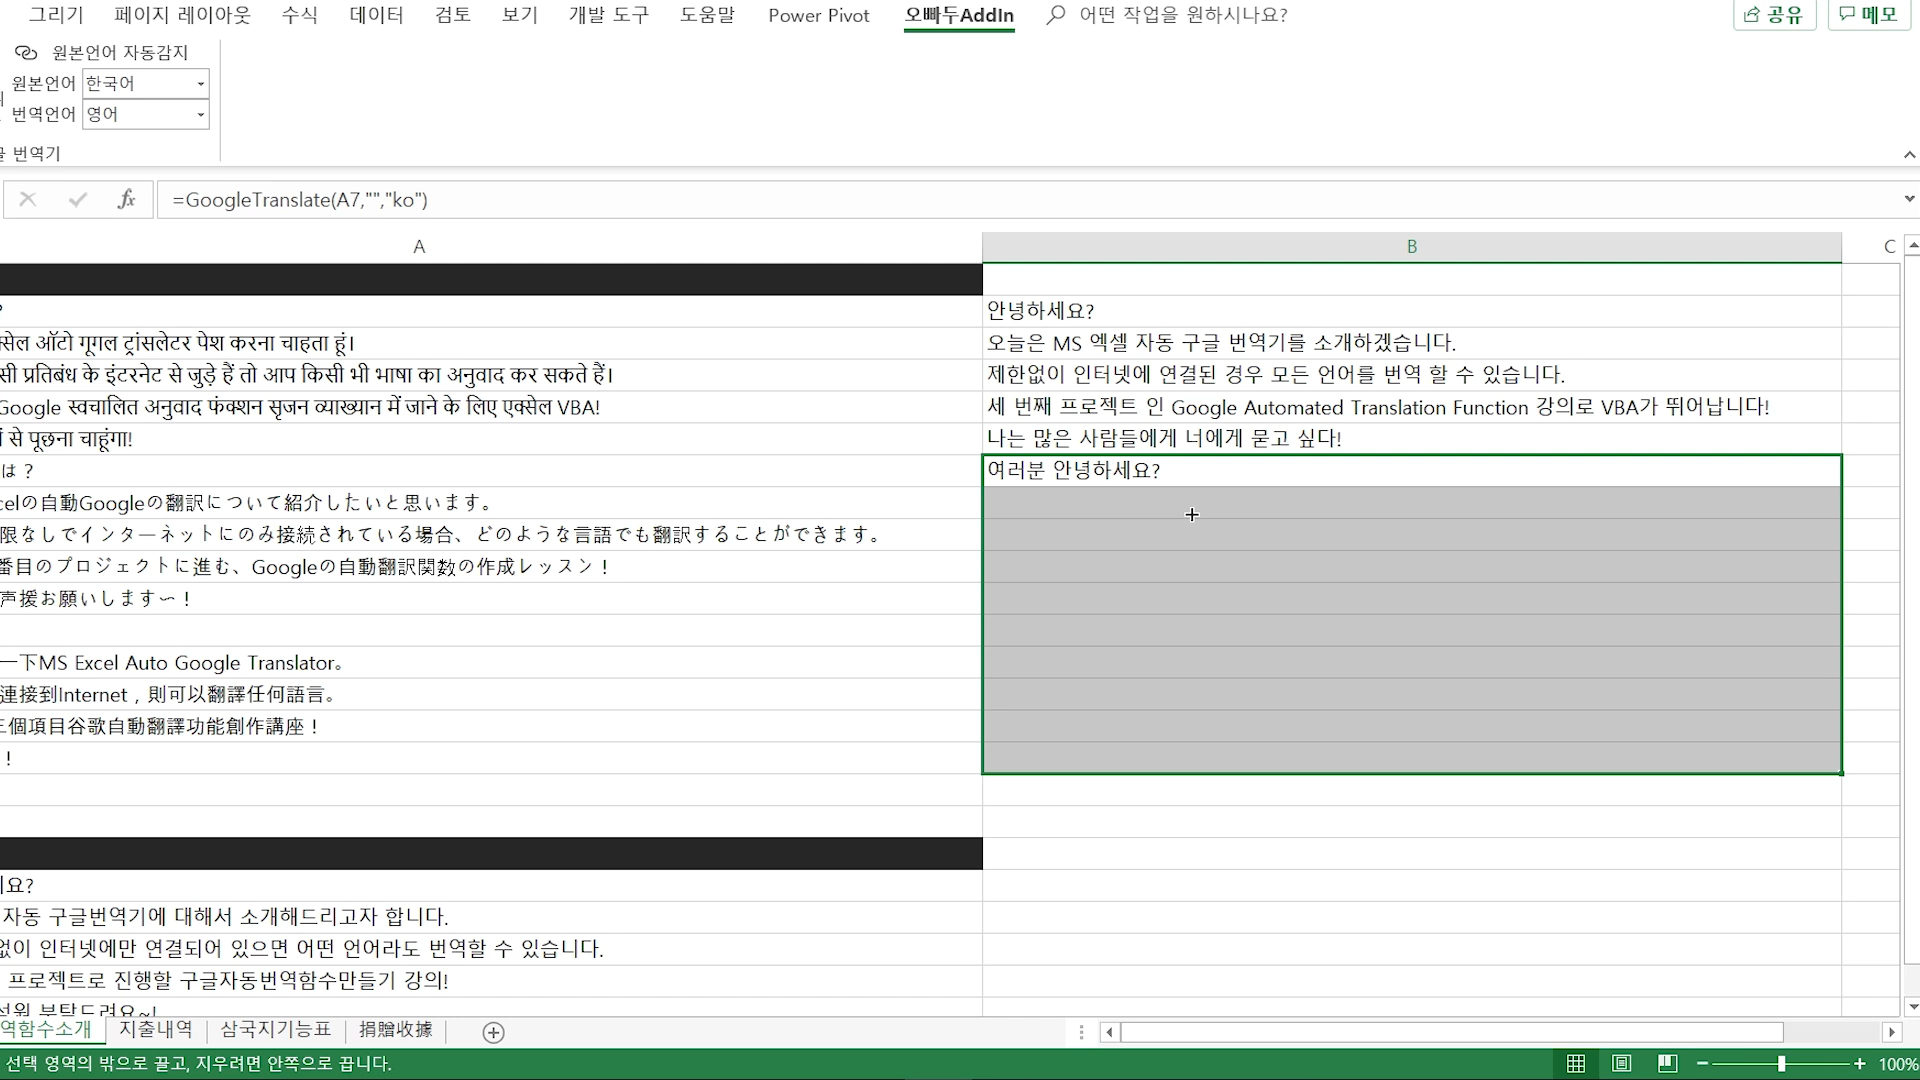 그리기 페이지 레이아웃 수식 데이터 검토 보기 개발 도구 도움말 Power Pivot 오빠두AddIn 어떤 작업을 원하시나요? 공유 메모
원본언어 자동감지
원본언어 한국어
번역언어 영어
글 번역기
fx =GoogleTranslate(A7,"","ko")
A B C
? 안녕하세요?
सेल ऑटो गूगल ट्रांसलेटर पेश करना चाहता हूं। 오늘은 MS 엑셀 자동 구글 번역기를 소개하겠습니다.
सी प्रतिबंध के इंटरनेट से जुड़े हैं तो आप किसी भी भाषा का अनुवाद कर सकते हैं। 제한없이 인터넷에 연결된 경우 모든 언어를 번역 할 수 있습니다.
Google स्वचालित अनुवाद फंक्शन सृजन व्याख्यान में जाने के लिए एक्सेल VBA! 세 번째 프로젝트 인 Google Automated Translation Function 강의로 VBA가 뛰어납니다!
से पूछना चाहूंगा! 나는 많은 사람들에게 너에게 묻고 싶다!
は？ 여러분 안녕하세요?
celの自動Googleの翻訳について紹介したいと思います。
限なしでインターネットにのみ接続されている場合、どのような言語でも翻訳することができます。
番目のプロジェクトに進む、Googleの自動翻訳関数の作成レッスン！
声援お願いします〜！
一下MS Excel Auto Google Translator。
連接到Internet，則可以翻譯任何語言。
三個項目谷歌自動翻譯功能創作講座！
！
요?
자동 구글번역기에 대해서 소개해드리고자 합니다.
없이 인터넷에만 연결되어 있으면 어떤 언어라도 번역할 수 있습니다.
프로젝트로 진행할 구글자동번역함수만들기 강의!
성원 부탁드려요~!
역함수소개 지출내역 삼국지기능표 捐贈收據
선택 영역의 밖으로 끌고, 지우려면 안쪽으로 끕니다. 100%